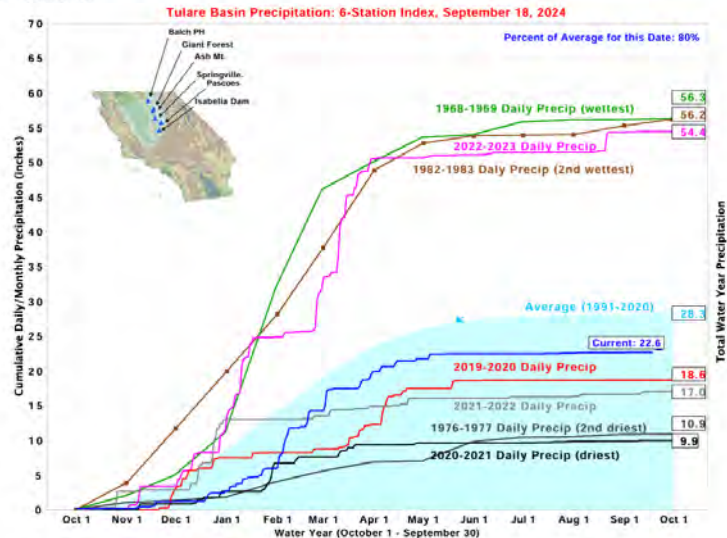 Tulare Basin Precipitation: 6-Station Index, September 18, 2024
Percent of Average for this Date: 80%
Balch PH
Giant Forest
Ash Mt.
Springville.
Pascoes
Isabella Dam
Cumulative Daily/Monthly Precipitation (inches)
70
65
60
55
50
45
40
35
30
25
20
15
10
5
0
1968-1969 Daily Precip (wettest)
2022-2023 Daily Precip
1982-1983 Daly Precip (2nd wettest)
Average (1991-2020)
Current: 22.6
2019-2020 Daily Precip
2021-2022 Daily Precip
1976-1977 Daily Precip (2nd driest)
2020-2021 Daily Precip (driest)
56.3
56.2
54.4
28.3
18.6
17.0
10.9
9.9
Total Water Year Precipitation
Oct 1 Nov 1 Dec 1 Jan 1 Feb 1 Mar 1 Apr 1 May 1 Jun 1 Jul 1 Aug 1 Sep 1 Oct 1
Water Year (October 1 - September 30)